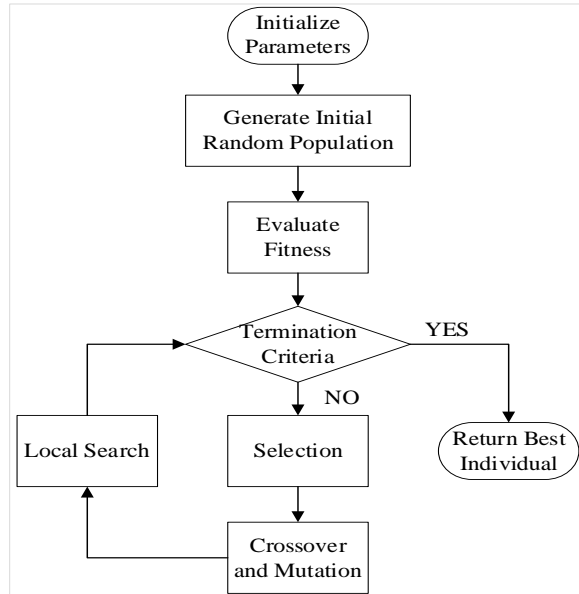 Initialize
Parameters
Generate Initial
Random Population
Evaluate
Fitness
Termination
Criteria
YES
NO
Local Search
Selection
Return Best
Individual
Crossover
and Mutation